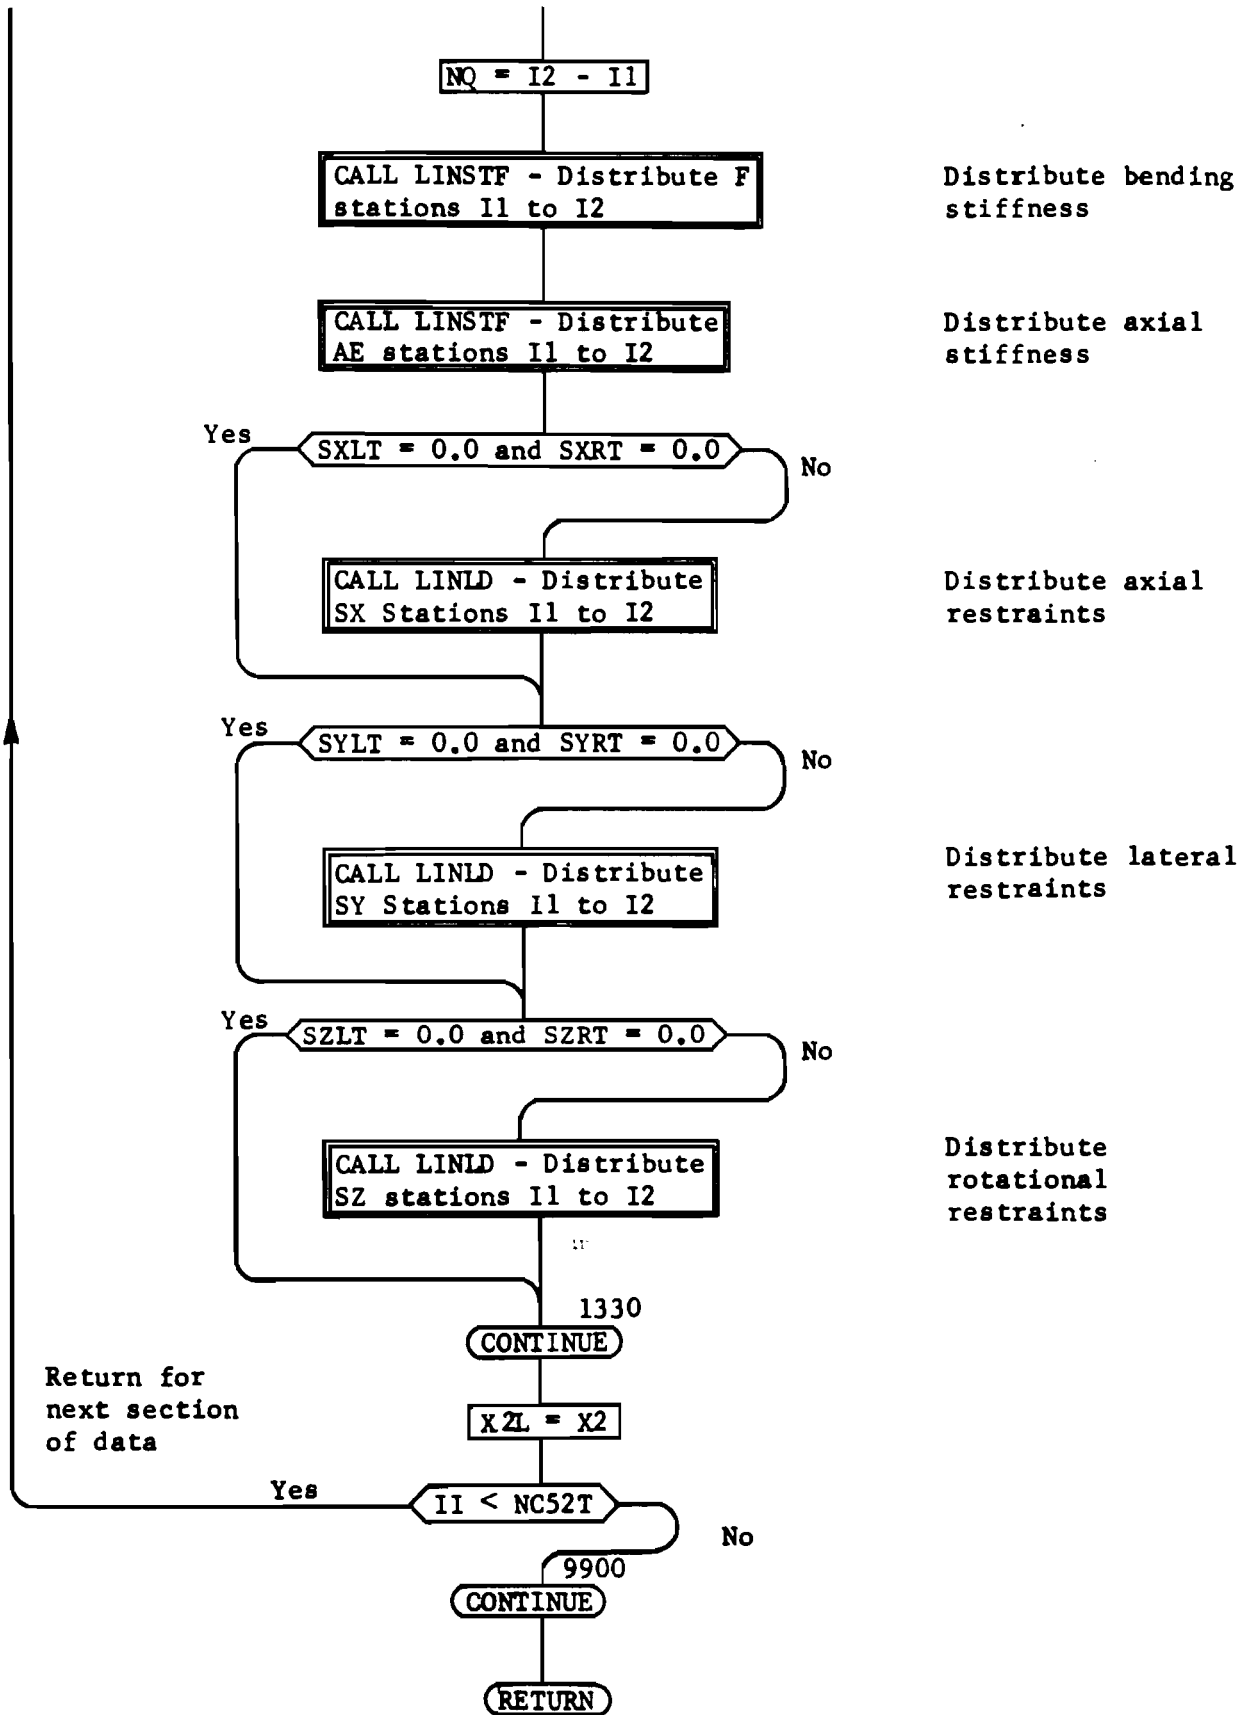 NQ = I2 - I1
CALL LINSTF - Distribute F
stations I1 to I2
Distribute bending
stiffness
CALL LINSTF - Distribute
AE stations I1 to I2
Distribute axial
stiffness
Yes
SXLT = 0.0 and SXRT = 0.0
No
CALL LINLD - Distribute
SX Stations I1 to I2
Distribute axial
restraints
Yes
SYLT = 0.0 and SYRT = 0.0
No
CALL LINLD - Distribute
SY Stations I1 to I2
Distribute lateral
restraints
Yes
SZLT = 0.0 and SZRT = 0.0
No
CALL LINLD - Distribute
SZ stations I1 to I2
Distribute
rotational
restraints
1330
CONTINUE
Return for
next section
of data
X2L = X2
Yes
II < NC52T
No
9900
CONTINUE
RETURN